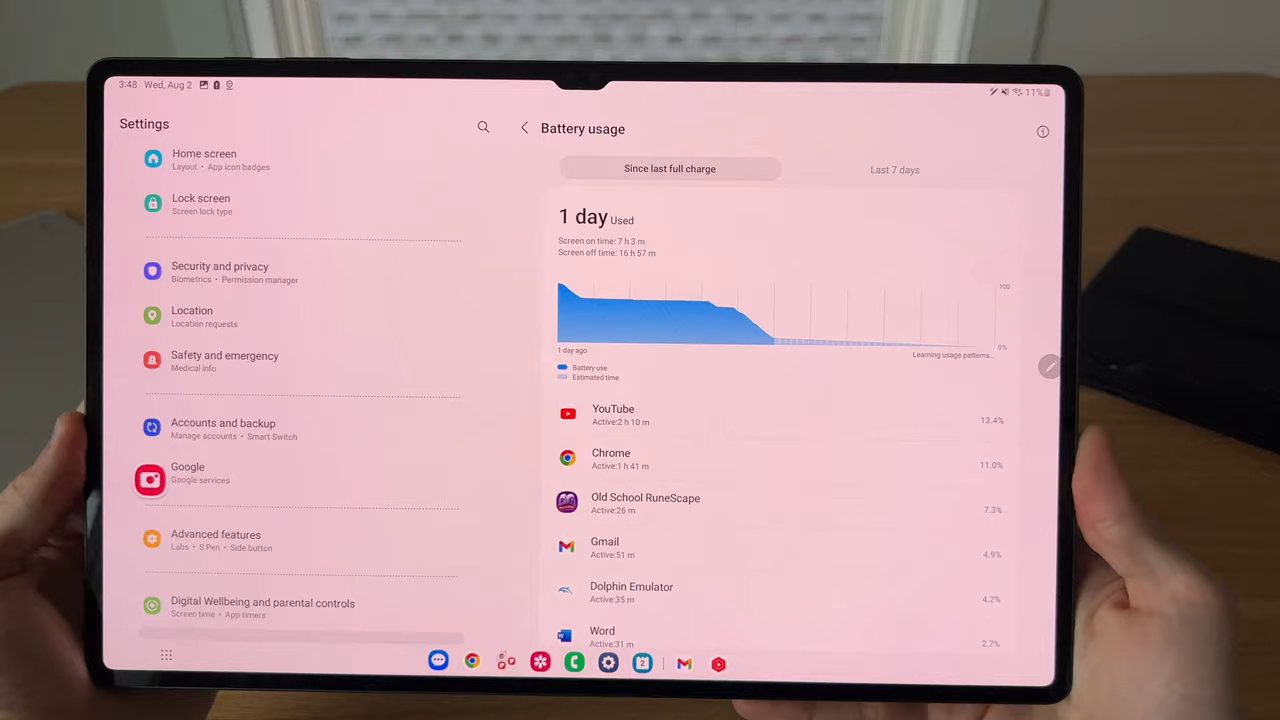 3:48 Wed, Aug 2
11%
Settings
Home screen
Layout • App icon badges
Lock screen
Screen lock type
Security and privacy
Biometrics • Permission manager
Location
Location requests
Safety and emergency
Medical info
Accounts and backup
Manage accounts • Smart Switch
Google
Google services
Advanced features
Labs • S Pen • Side button
Digital Wellbeing and parental controls
Screen time • App timers
Battery usage
Since last full charge
Last 7 days
1 day Used
Screen on time: 7 h 3 m
Screen off time: 16 h 57 m
100
0%
1 day ago
Learning usage patterns...
Battery use
Estimated time
YouTube
Active:2 h 10 m
13.4%
Chrome
Active:1 h 41 m
11.0%
Old School RuneScape
Active:26 m
7.3%
Gmail
Active:51 m
4.9%
Dolphin Emulator
Active:35 m
4.2%
Word
Active:31 m
2.7%
2